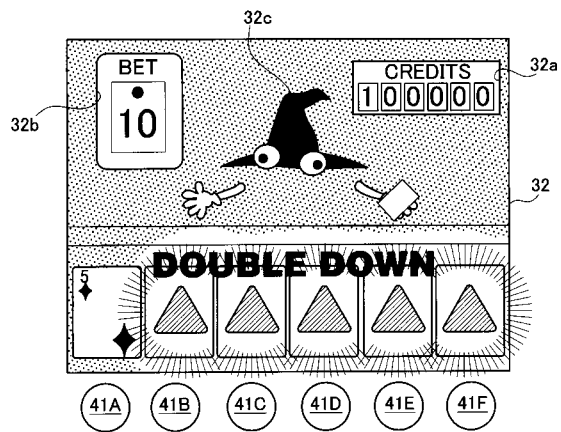 32c
BET
10
32b
CREDITS
100000
32a
32
DOUBLE DOWN
5
41A 41B 41C 41D 41E 41F